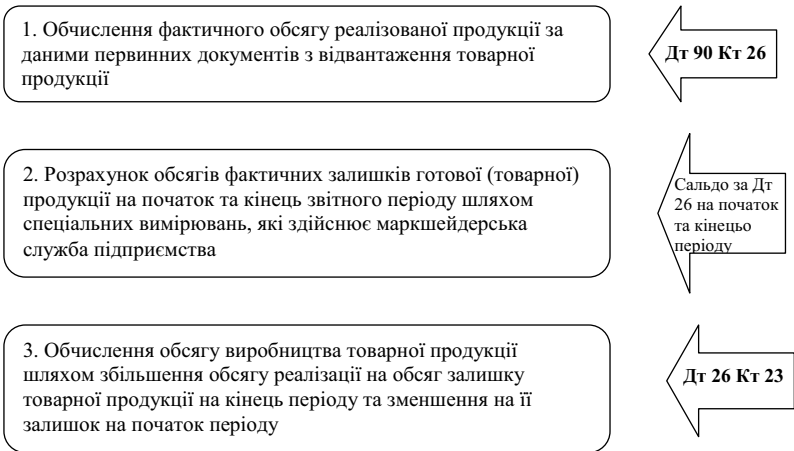 1. Обчислення фактичного обсягу реалізованої продукції за
даними первинних документів з відвантаження товарної
продукції
Дт 90 Кт 26
2. Розрахунок обсягів фактичних залишків готової (товарної)
продукції на початок та кінець звітного періоду шляхом
спеціальних вимірювань, які здійснює маркшейдерська
служба підприємства
Сальдо за Дт
26 на початок
та кінецьо
періоду
3. Обчислення обсягу виробництва товарної продукції
шляхом збільшення обсягу реалізації на обсяг залишку
товарної продукції на кінець періоду та зменшення на її
залишок на початок періоду
Дт 26 Кт 23